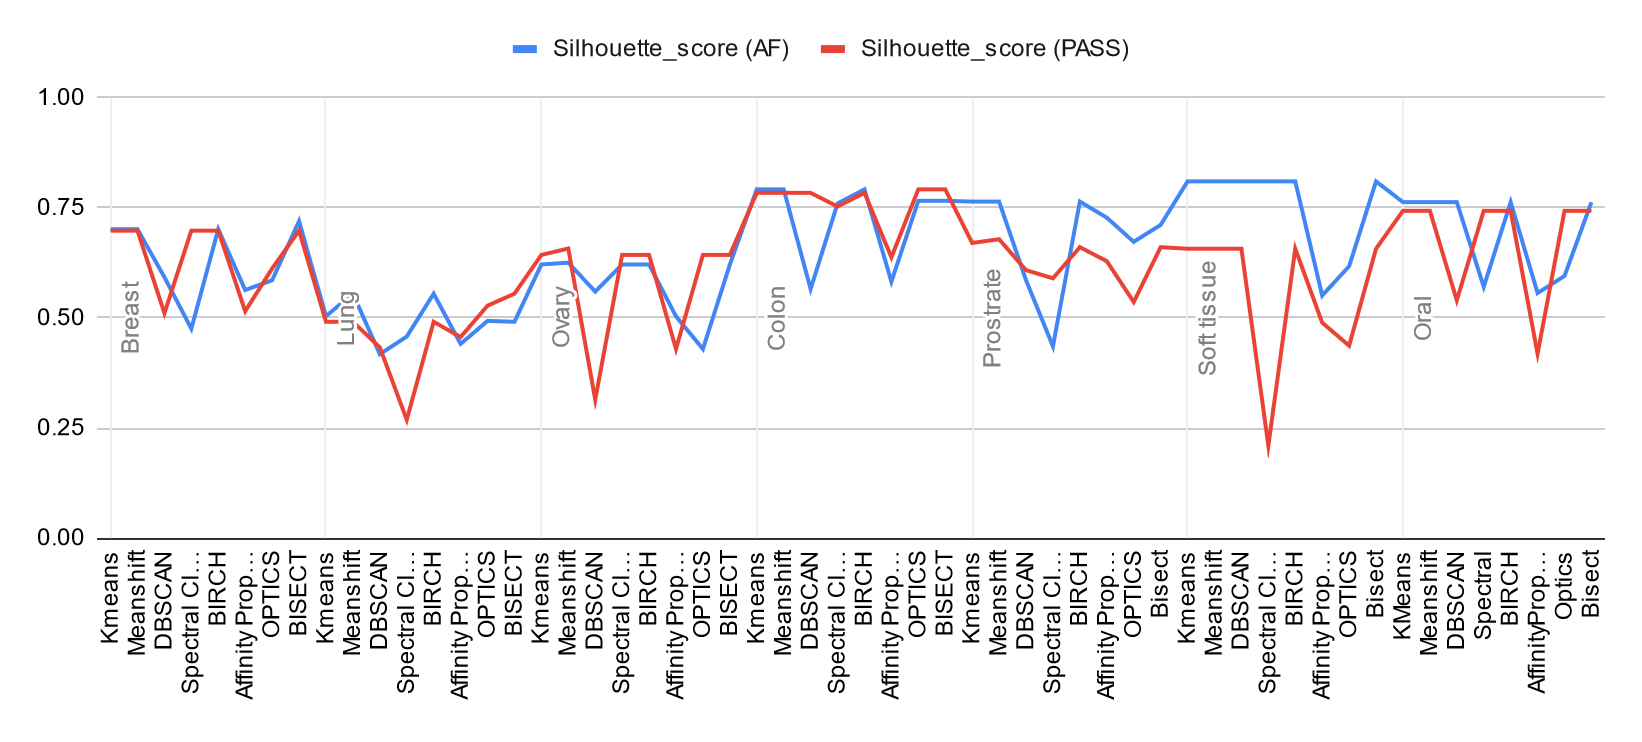 Silhouette_score (AF) Silhouette_score (PASS)
1.00
0.75
0.50
0.25
0.00
Breast
Lung
Ovary
Colon
Prostrate
Soft tissue
Oral
Kmeans
Meanshift
DBSCAN
Spectral Cl...
BIRCH
Affinity Prop...
OPTICS
BISECT
Kmeans
Meanshift
DBSCAN
Spectral Cl...
BIRCH
Affinity Prop...
OPTICS
BISECT
Kmeans
Meanshift
DBSCAN
Spectral Cl...
BIRCH
Affinity Prop...
OPTICS
BISECT
Kmeans
Meanshift
DBSCAN
Spectral Cl...
BIRCH
Affinity Prop...
OPTICS
BISECT
Kmeans
Meanshift
DBSCAN
Spectral Cl...
BIRCH
Affinity Prop...
OPTICS
Bisect
Kmeans
Meanshift
DBSCAN
Spectral Cl...
BIRCH
Affinity Prop...
OPTICS
Bisect
KMeans
Meanshift
DBSCAN
Spectral
BIRCH
AffinityProp...
Optics
Bisect